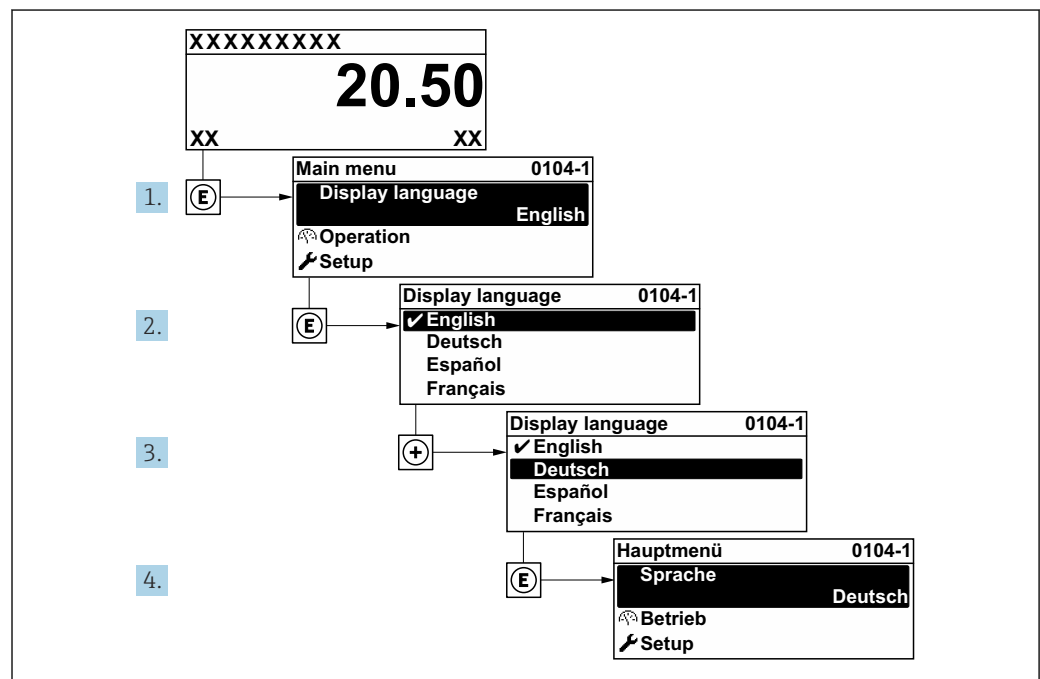 XXXXXXXXX
20.50
XX XX
1.
E
Main menu 0104-1
Display language
English
Operation
Setup
2.
E
Display language 0104-1
✔English
Deutsch
Español
Français
3.
+
Display language 0104-1
✔English
Deutsch
Español
Français
4.
E
Hauptmenü 0104-1
Sprache
Deutsch
Betrieb
Setup